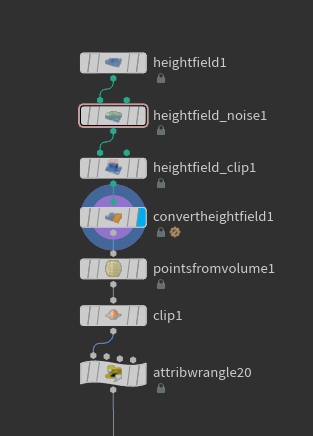 heightfield1
heightfield_noise1
heightfield_clip1
convertheightfield1
pointsfromvolume1
clip1
attribwrangle20